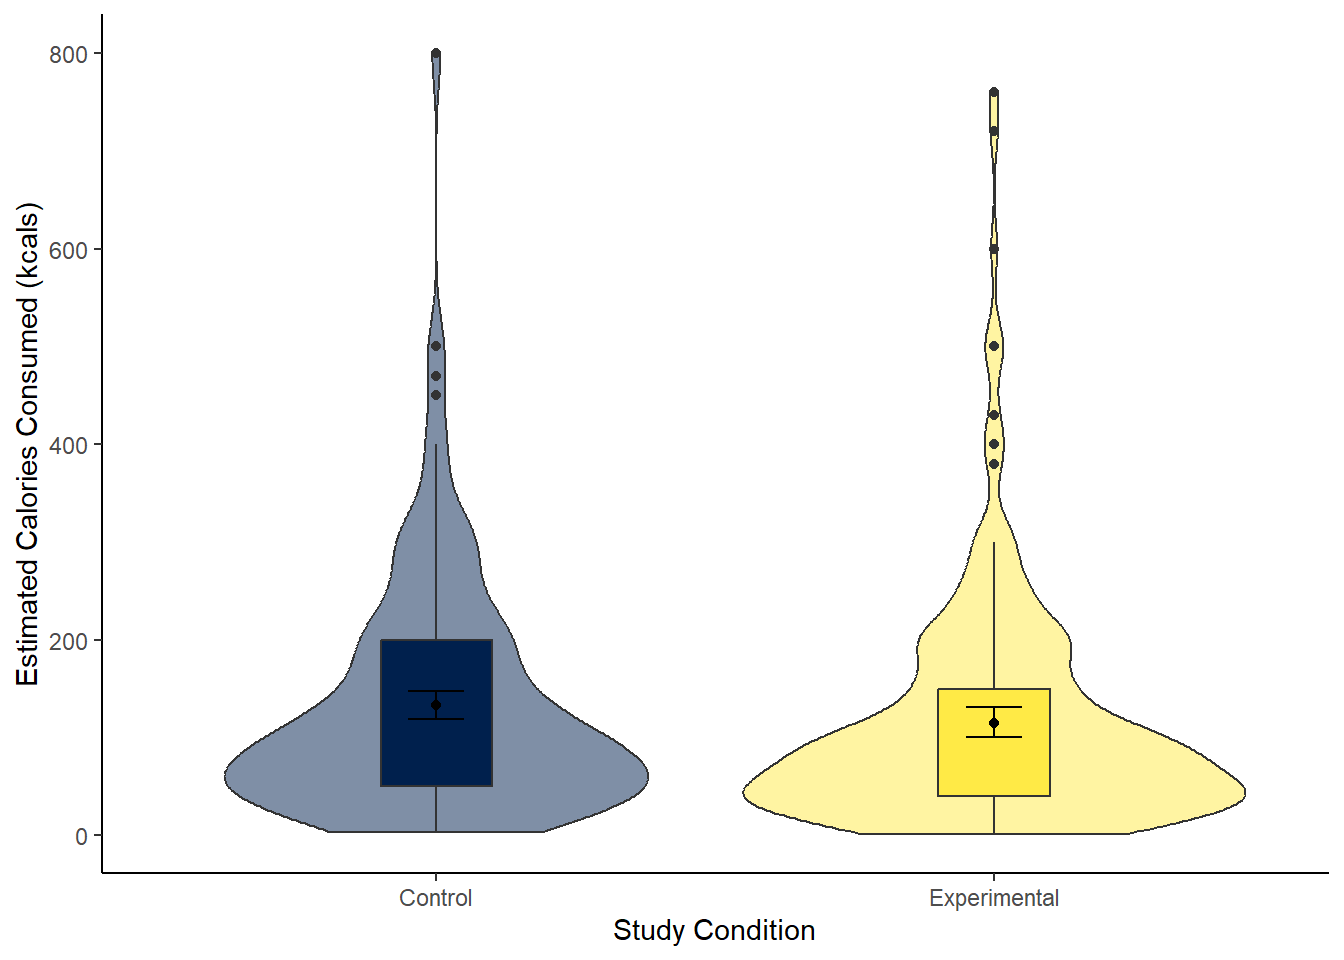 Estimated Calories Consumed (kcals)
800
600
400
200
0
Control
Experimental
Study Condition